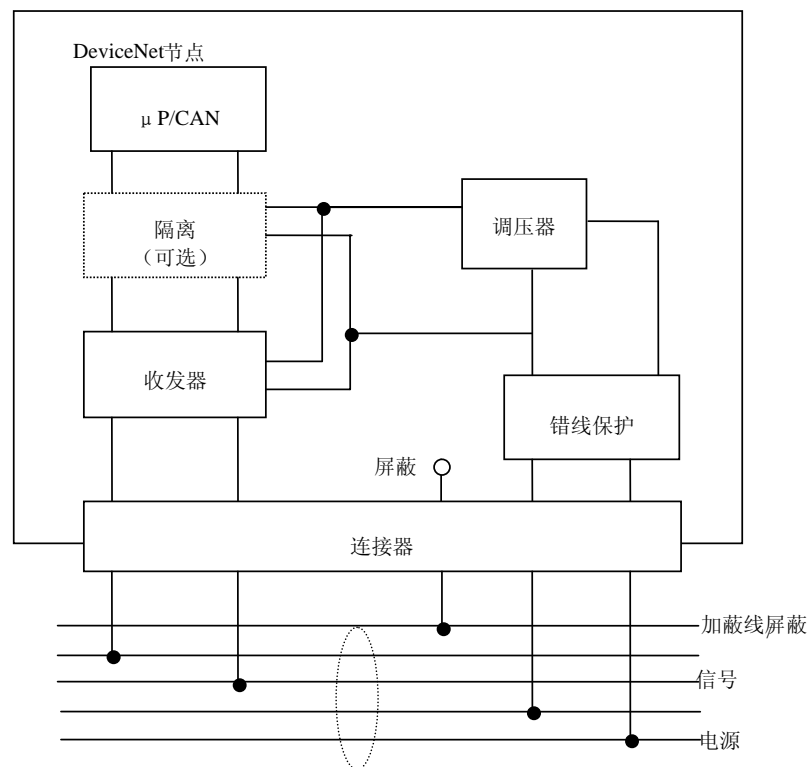 DeviceNet节点
μP/CAN
隔离
（可选）
调压器
收发器
错线保护
屏蔽
连接器
加蔽线屏蔽
信号
电源